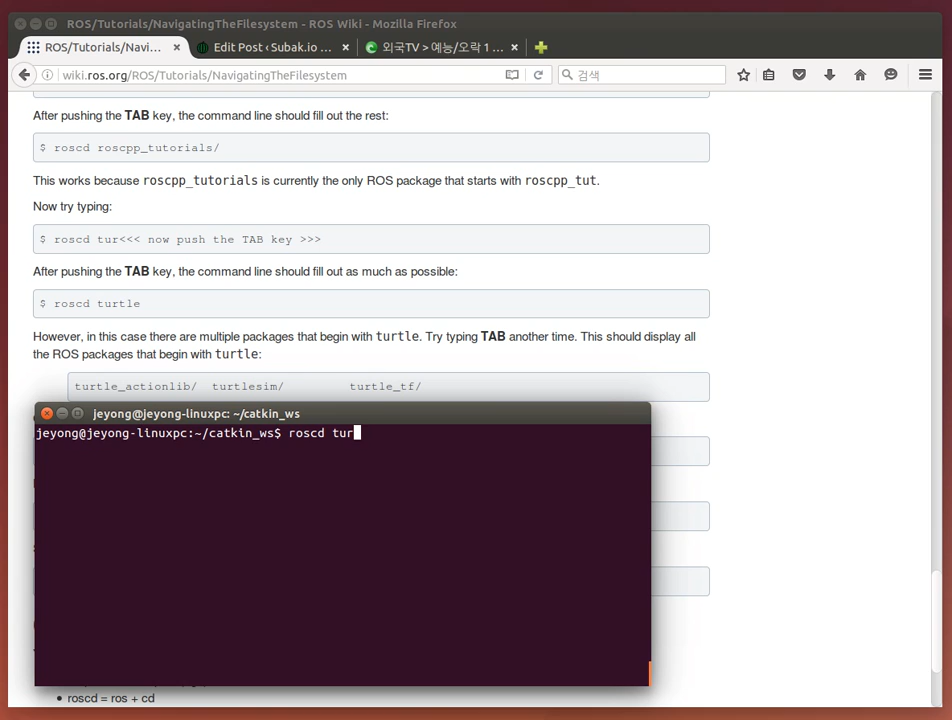 ROS/Tutorials/NavigatingTheFilesystem - ROS Wiki - Mozilla Firefox
ROS/Tutorials/Navi... × Edit Post ‹ Subak.io ... × 외국TV > 예능/오락 1 ... ×
wiki.ros.org/ROS/Tutorials/NavigatingTheFilesystem 검색
After pushing the TAB key, the command line should fill out the rest:
$ roscd roscpp_tutorials/
This works because roscpp_tutorials is currently the only ROS package that starts with roscpp_tut.
Now try typing:
$ roscd tur<<< now push the TAB key >>>
After pushing the TAB key, the command line should fill out as much as possible:
$ roscd turtle
However, in this case there are multiple packages that begin with turtle. Try typing TAB another time. This should display all
the ROS packages that begin with turtle:
turtle_actionlib/ turtlesim/ turtle_tf/
jeyong@jeyong-linuxpc: ~/catkin_ws
jeyong@jeyong-linuxpc:~/catkin_ws$ roscd tur
• roscd = ros + cd